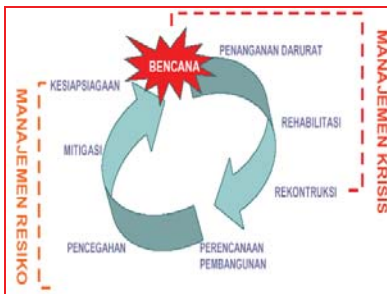 BENCANA
PENANGANAN DARURAT
KESIAPSIAGAAN
REHABILITASI
MITIGASI
REKONTRUKSI
PENCEGAHAN
PERENCANAAN
PEMBANGUNAN
MANAJEMEN RESIKO
MANAJEMEN KRISIS